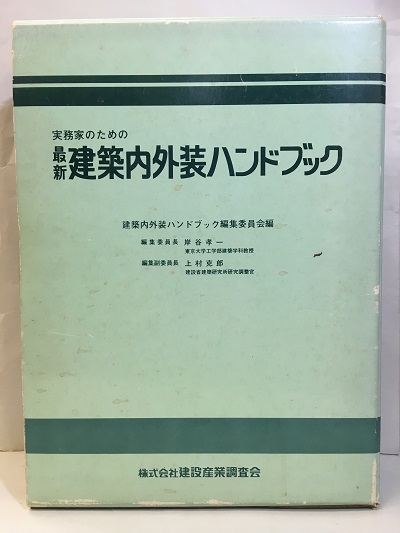 実務家のための
最新 建築内外装ハンドブック
建築内外装ハンドブック編集委員会編
編集委員長 岸谷孝一
東京大学工学部建築学科教授
編集副委員長 上村克郎
建設省建築研究所研究調整官
株式会社建設産業調査会